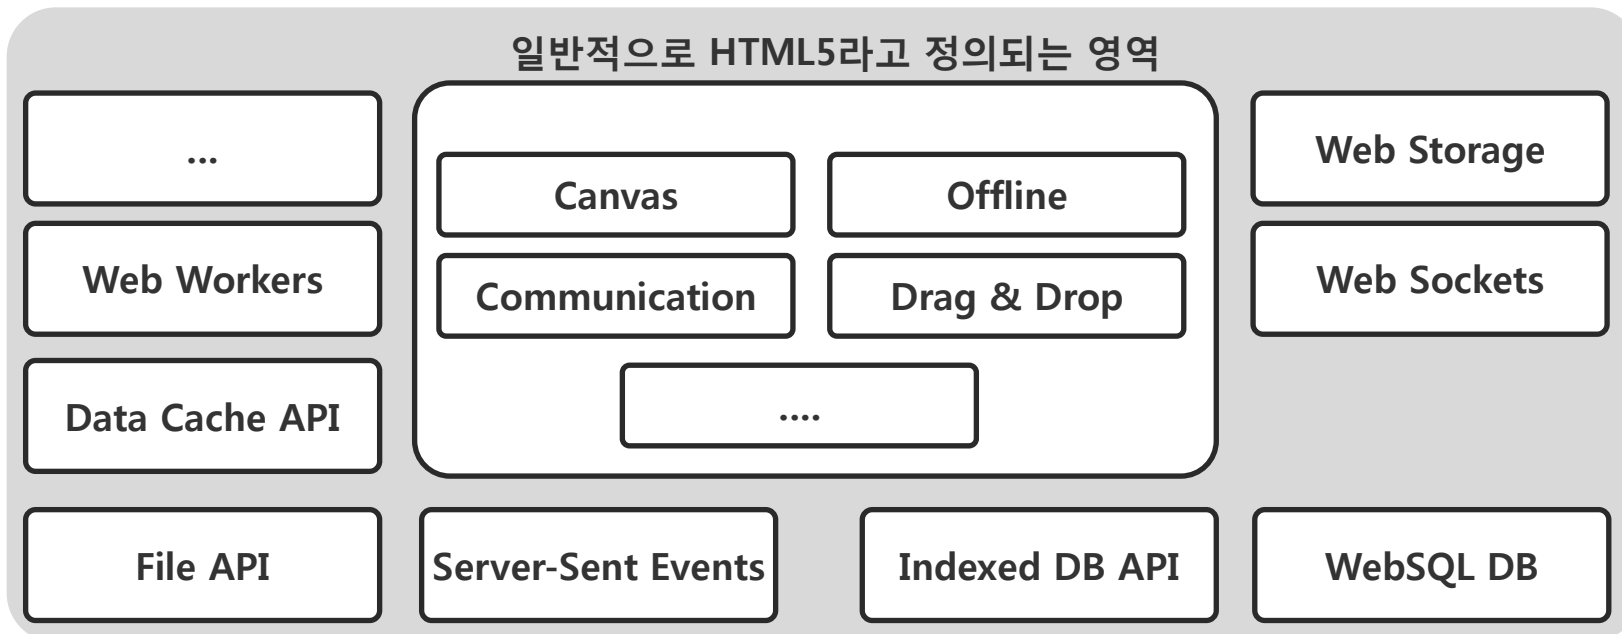 일반적으로 HTML5라고 정의되는 영역
...
Canvas
Offline
Web Storage
Web Workers
Communication
Drag & Drop
Web Sockets
Data Cache API
....
File API
Server-Sent Events
Indexed DB API
WebSQL DB